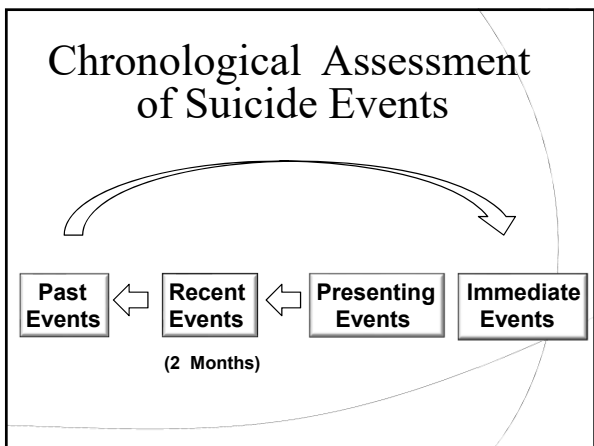 Chronological Assessment
of Suicide Events
Past
Events
Recent
Events
Presenting
Events
Immediate
Events
(2 Months)